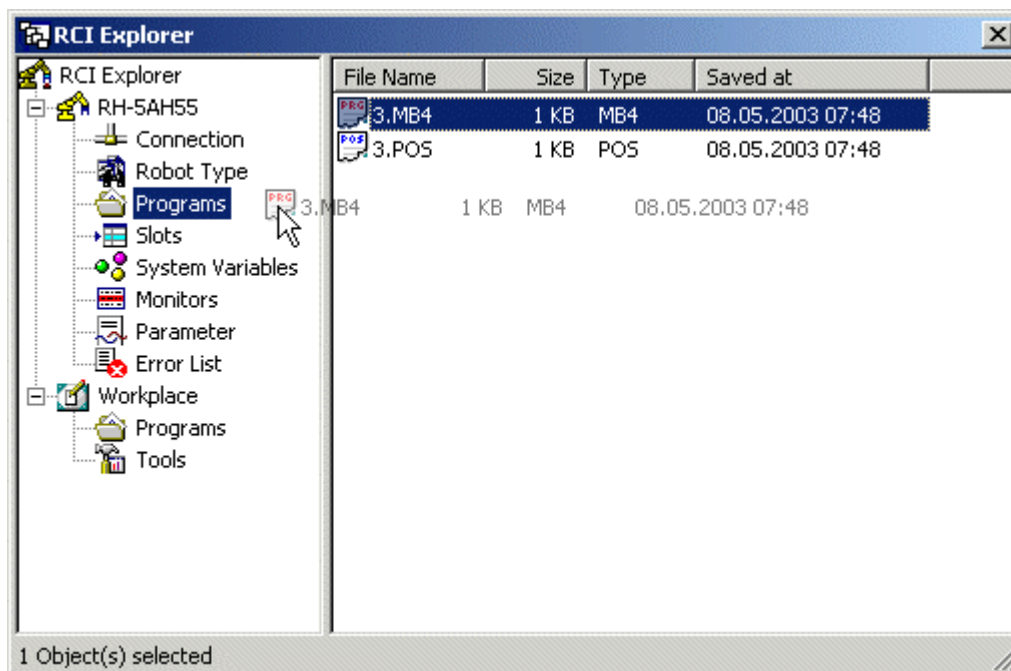 RCI Explorer
RCI Explorer
RH-5AH55
Connection
Robot Type
Programs
Slots
System Variables
Monitors
Parameter
Error List
Workplace
Programs
Tools
File Name Size Type Saved at
PRG 3.MB4 1 KB MB4 08.05.2003 07:48
POS 3.POS 1 KB POS 08.05.2003 07:48
PRG 3.MB4 1 KB MB4 08.05.2003 07:48
1 Object(s) selected